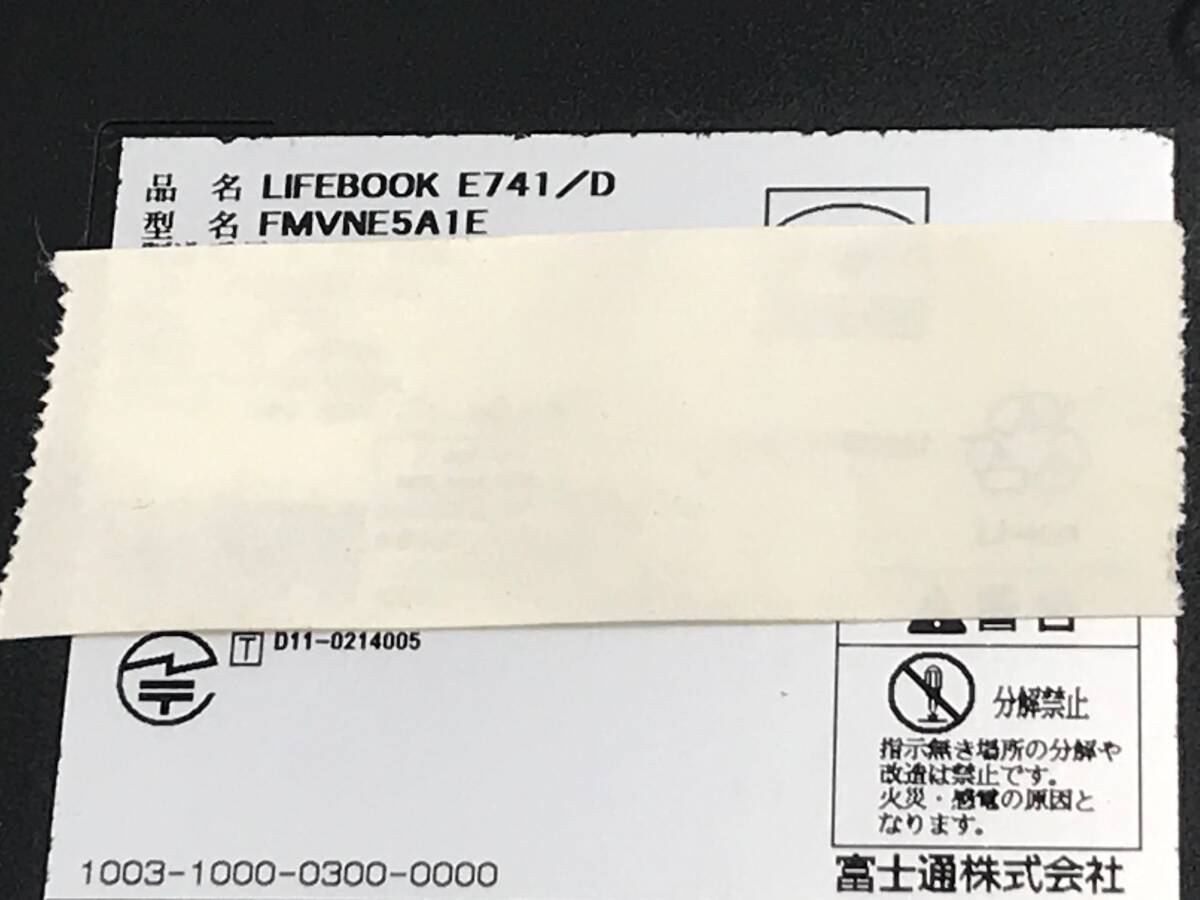 品 名 LIFEBOOK E741/D
型 名 FMVNE5A1E
T D11-0214005
警告
分解禁止
指示無き場所の分解や
改造は禁止です。
火災・感電の原因と
なります。
1003-1000-0300-0000
富士通株式会社